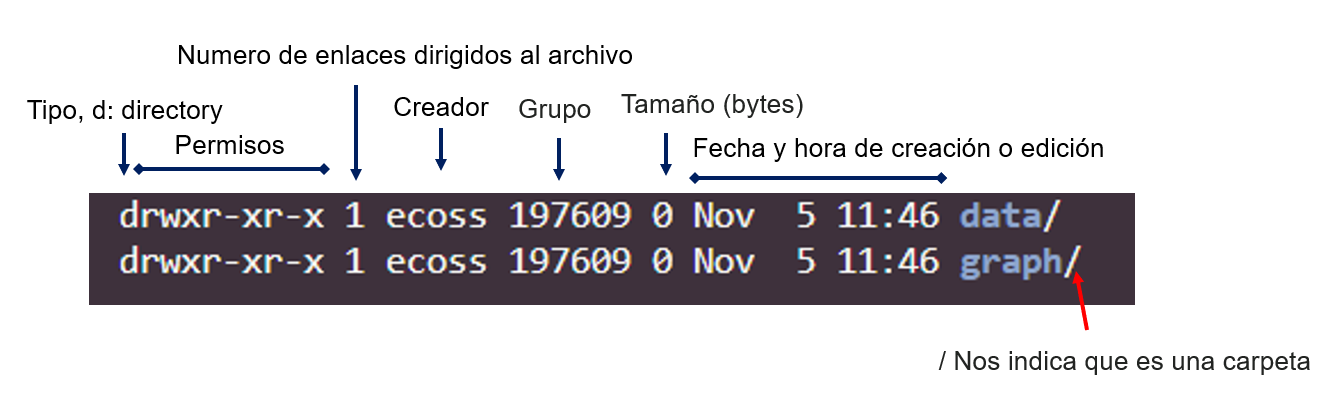 Numero de enlaces dirigidos al archivo
Tipo, d: directory
Creador
Grupo
Tamaño (bytes)
Permisos
Fecha y hora de creación o edición
drwxr-xr-x 1 ecoss 197609 0 Nov  5 11:46 data/
drwxr-xr-x 1 ecoss 197609 0 Nov  5 11:46 graph/
/ Nos indica que es una carpeta